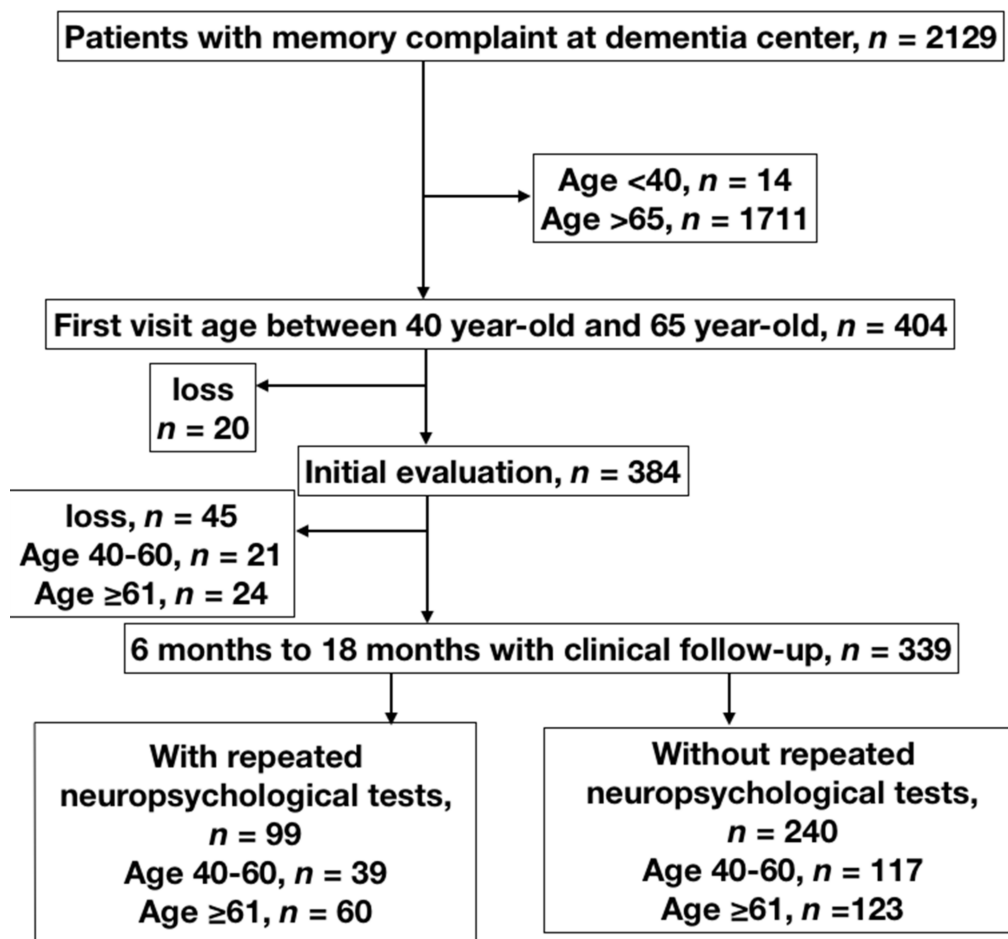 Patients with memory complaint at dementia center, n = 2129
Age <40, n = 14
Age >65, n = 1711
First visit age between 40 year-old and 65 year-old, n = 404
loss
n = 20
Initial evaluation, n = 384
loss, n = 45
Age 40-60, n = 21
Age ≥61, n = 24
6 months to 18 months with clinical follow-up, n = 339
With repeated
neuropsychological tests,
n = 99
Age 40-60, n = 39
Age ≥61, n = 60
Without repeated
neuropsychological tests,
n = 240
Age 40-60, n = 117
Age ≥61, n =123